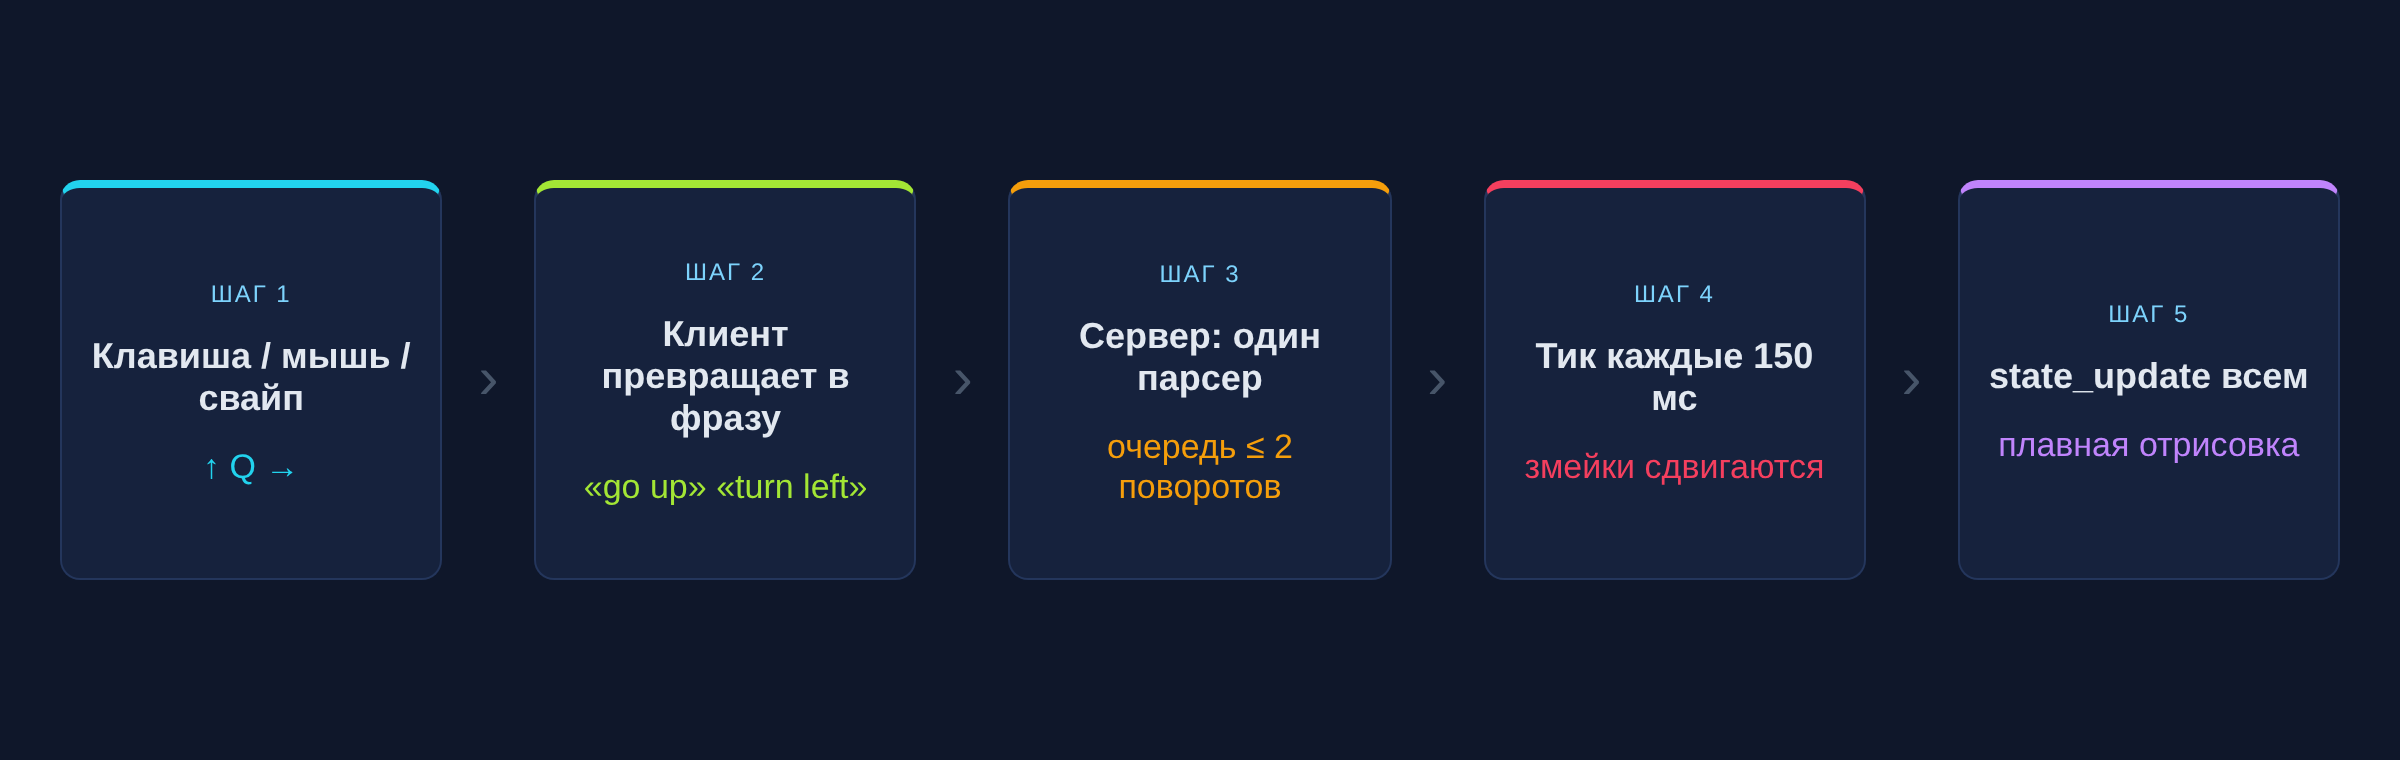 ШАГ 1
Клавиша / мышь /
свайп
↑ Q →
›
ШАГ 2
Клиент
превращает в
фразу
«go up» «turn left»
›
ШАГ 3
Сервер: один
парсер
очередь ≤ 2
поворотов
›
ШАГ 4
Тик каждые 150
мс
змейки сдвигаются
›
ШАГ 5
state_update всем
плавная отрисовка